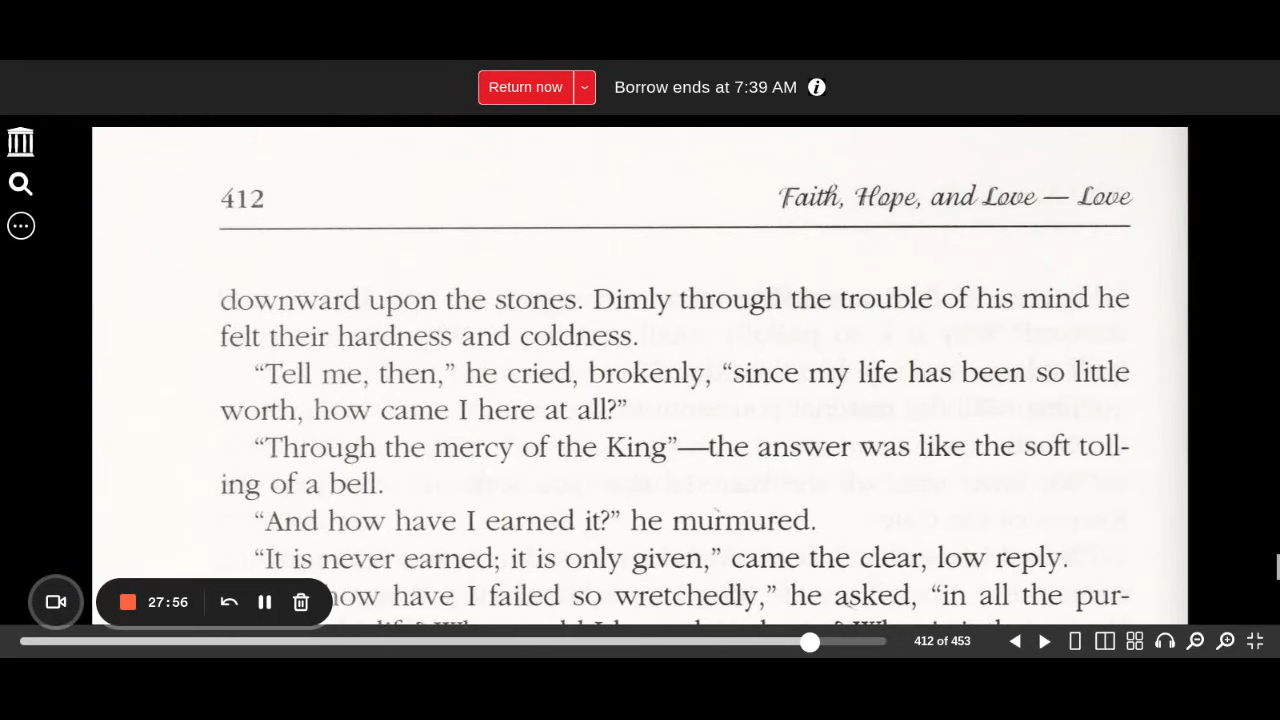 Return now
Borrow ends at 7:39 AM
412
Faith, Hope, and Love — Love
downward upon the stones. Dimly through the trouble of his mind he
felt their hardness and coldness.
“Tell me, then,” he cried, brokenly, “since my life has been so little
worth, how came I here at all?”
“Through the mercy of the King”—the answer was like the soft toll-
ing of a bell.
“And how have I earned it?” he murmured.
“It is never earned; it is only given,” came the clear, low reply.
how have I failed so wretchedly,” he asked, “in all the pur-
27:56
412 of 453